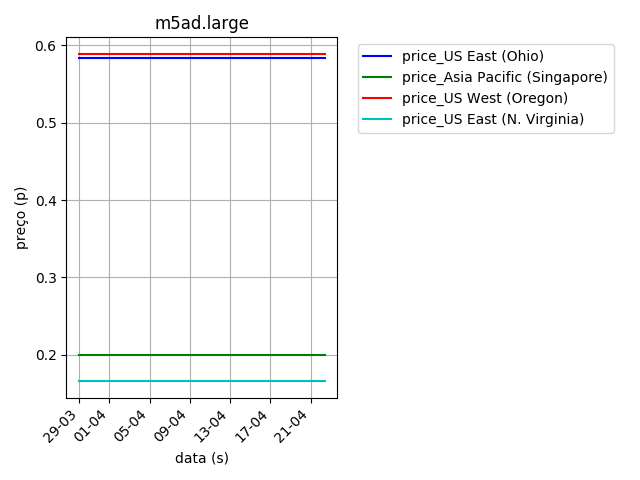 m5ad.large
price_US East (Ohio)
price_Asia Pacific (Singapore)
price_US West (Oregon)
price_US East (N. Virginia)
preço (p)
0.6
0.5
0.4
0.3
0.2
29-03
01-04
05-04
09-04
13-04
17-04
21-04
data (s)